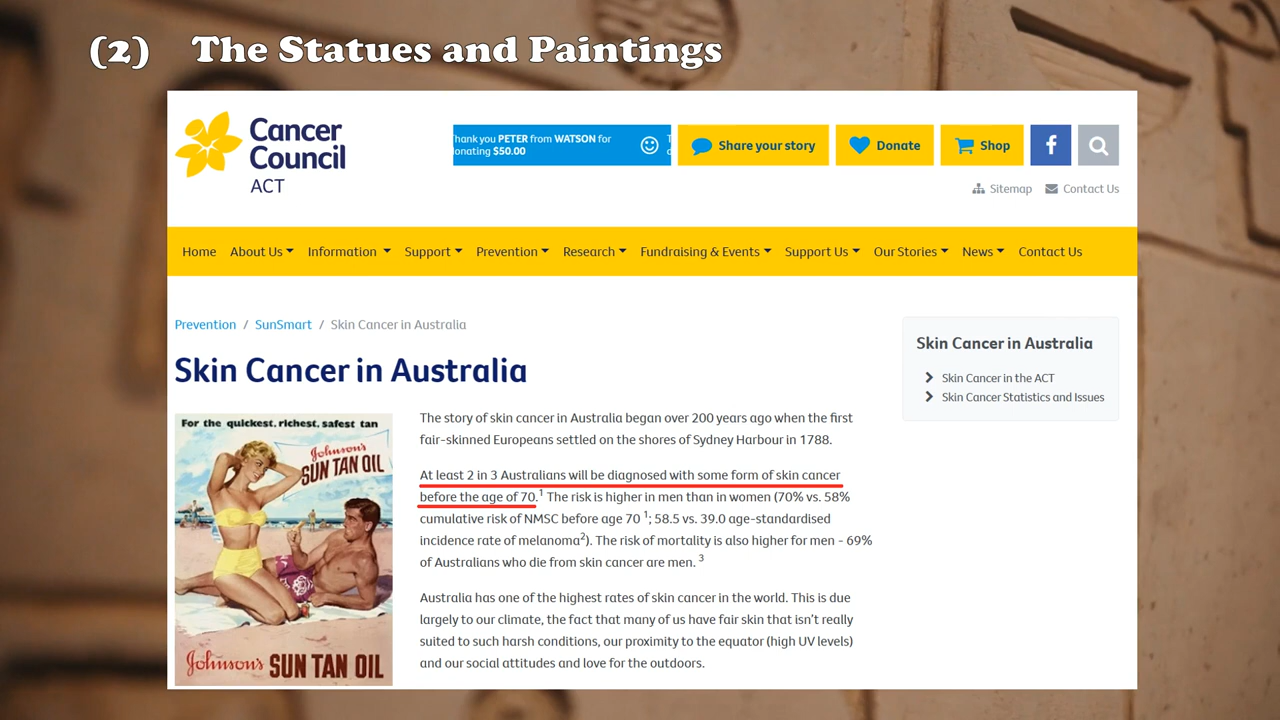 (2) The Statues and Paintings
Cancer
Council
ACT
Thank you PETER from WATSON for
donating $50.00
Share your story
Donate
Shop
Sitemap
Contact Us
Home
About Us
Information
Support
Prevention
Research
Fundraising & Events
Support Us
Our Stories
News
Contact Us
Prevention / SunSmart / Skin Cancer in Australia
Skin Cancer in Australia
For the quickest, richest, safest tan
Johnson's
SUN TAN OIL
Johnson's SUN TAN OIL
The story of skin cancer in Australia began over 200 years ago when the first
fair-skinned Europeans settled on the shores of Sydney Harbour in 1788.
At least 2 in 3 Australians will be diagnosed with some form of skin cancer
before the age of 70.1 The risk is higher in men than in women (70% vs. 58%
cumulative risk of NMSC before age 70 1; 58.5 vs. 39.0 age-standardised
incidence rate of melanoma2). The risk of mortality is also higher for men - 69%
of Australians who die from skin cancer are men. 3
Australia has one of the highest rates of skin cancer in the world. This is due
largely to our climate, the fact that many of us have fair skin that isn't really
suited to such harsh conditions, our proximity to the equator (high UV levels)
and our social attitudes and love for the outdoors.
Skin Cancer in Australia
Skin Cancer in the ACT
Skin Cancer Statistics and Issues